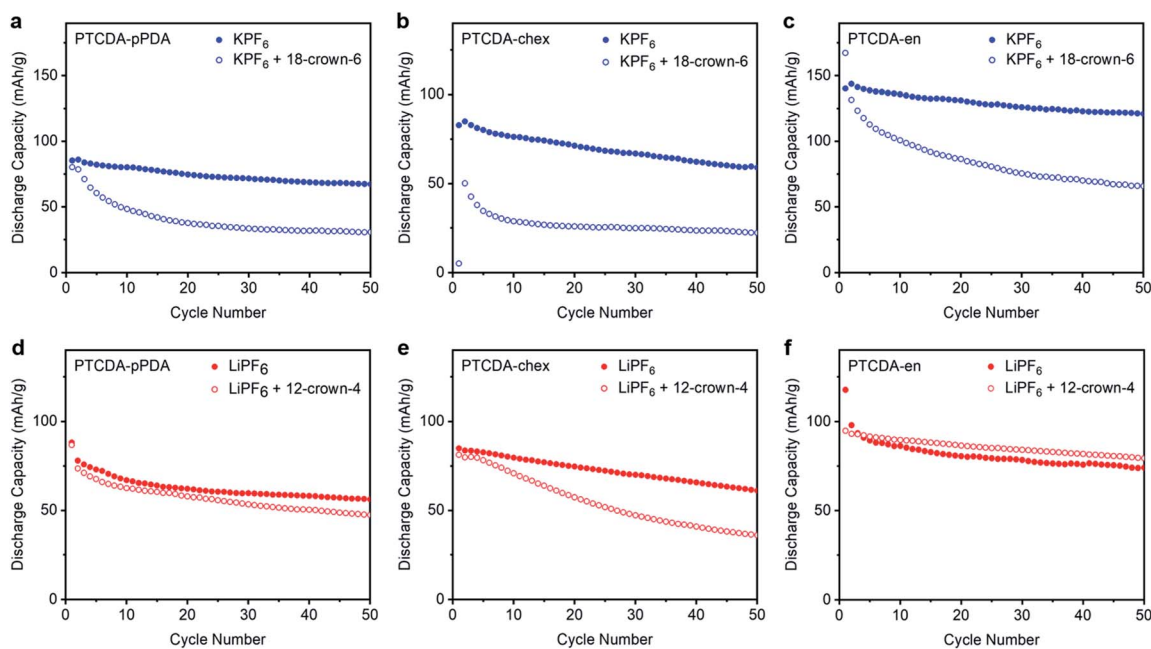 a
PTCDA-pPDA
KPF6
KPF6 + 18-crown-6
Discharge Capacity (mAh/g)
150
100
50
0
0 10 20 30 40 50
Cycle Number
b
PTCDA-chex
KPF6
KPF6 + 18-crown-6
Discharge Capacity (mAh/g)
100
50
0
0 10 20 30 40 50
Cycle Number
c
PTCDA-en
KPF6
KPF6 + 18-crown-6
Discharge Capacity (mAh/g)
150
100
50
0
0 10 20 30 40 50
Cycle Number
d
PTCDA-pPDA
LiPF6
LiPF6 + 12-crown-4
Discharge Capacity (mAh/g)
100
50
0
0 10 20 30 40 50
Cycle Number
e
PTCDA-chex
LiPF6
LiPF6 + 12-crown-4
Discharge Capacity (mAh/g)
100
50
0
0 10 20 30 40 50
Cycle Number
f
PTCDA-en
LiPF6
LiPF6 + 12-crown-4
Discharge Capacity (mAh/g)
100
50
0
0 10 20 30 40 50
Cycle Number